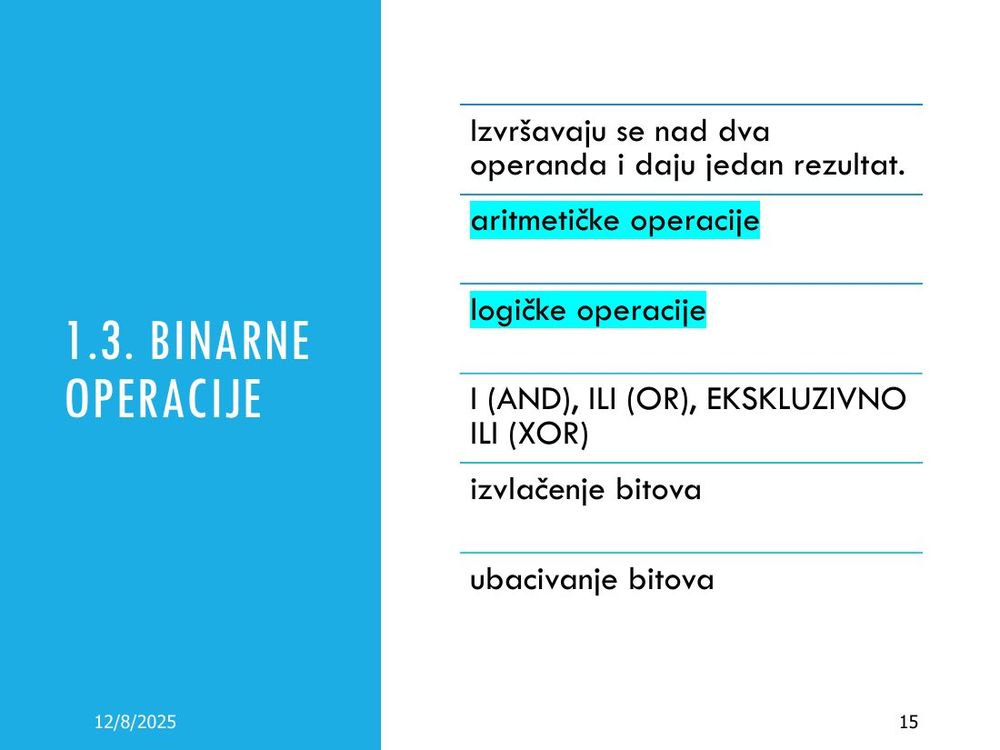 1.3. BINARNE
OPERACIJE
Izvršavaju se nad dva
operanda i daju jedan rezultat.
aritmetičke operacije
logičke operacije
I (AND), ILI (OR), EKSKLUZIVNO
ILI (XOR)
izvlačenje bitova
ubacivanje bitova
12/8/2025
15